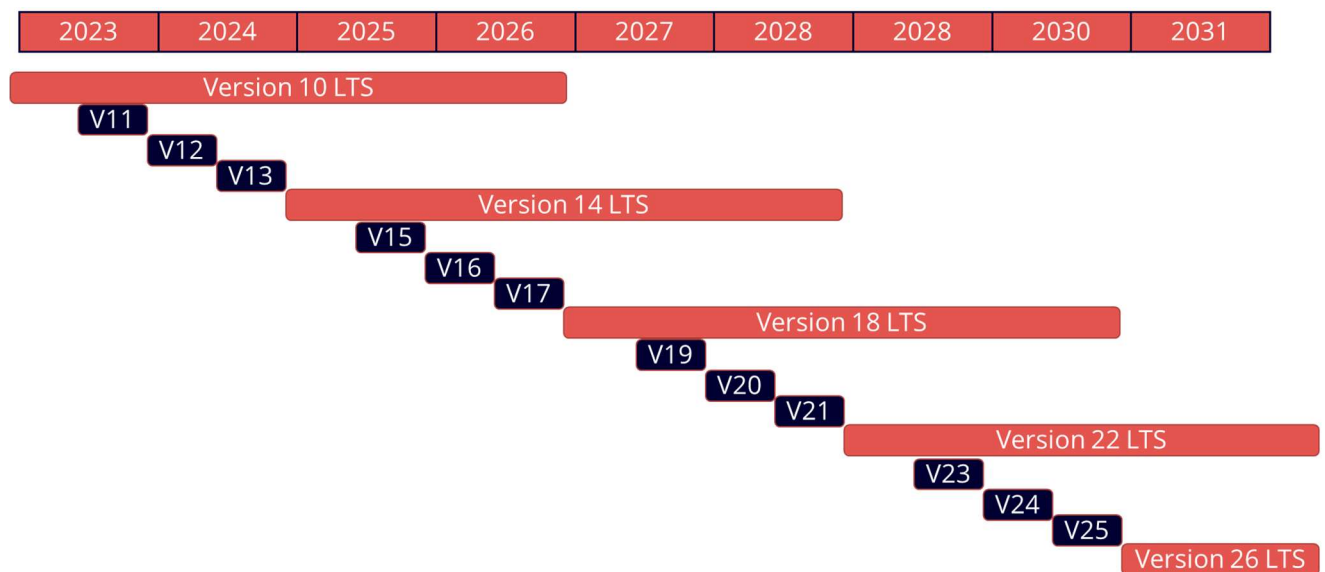 2023 2024 2025 2026 2027 2028 2028 2030 2031
Version 10 LTS
V11
V12
V13
Version 14 LTS
V15
V16
V17
Version 18 LTS
V19
V20
V21
Version 22 LTS
V23
V24
V25
Version 26 LTS